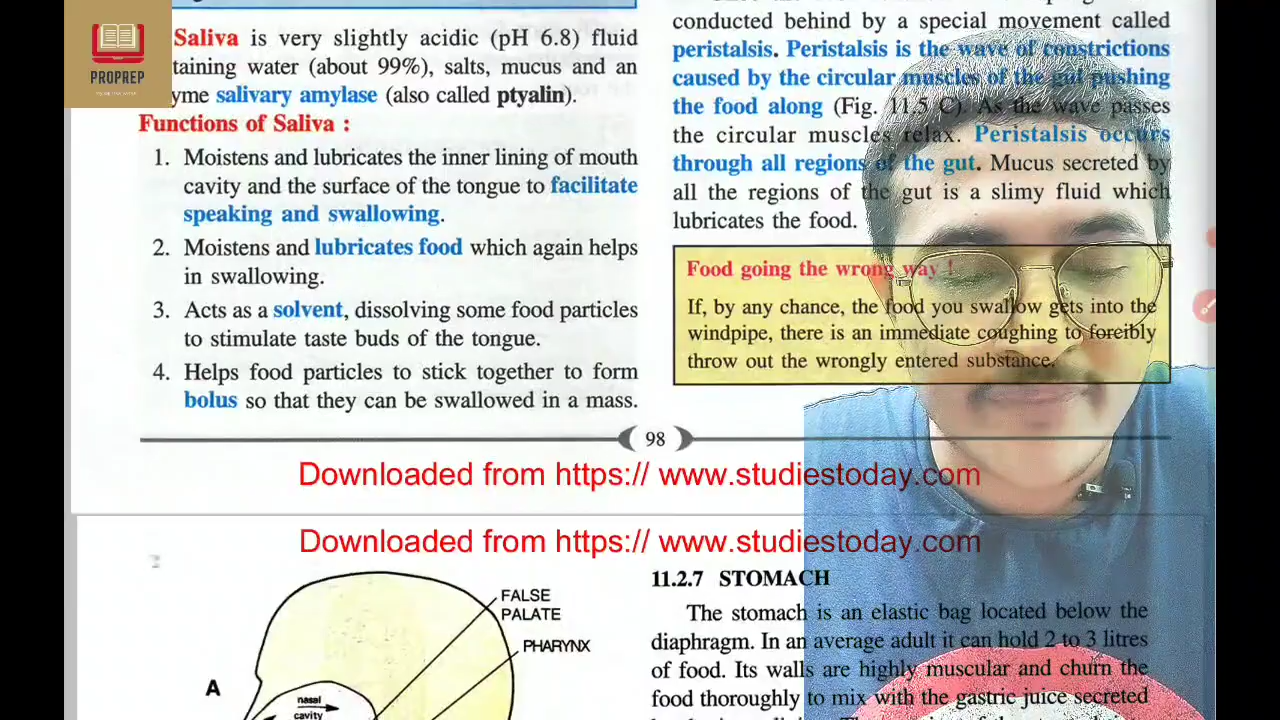 PROPREP
Saliva is very slightly acidic (pH 6.8) fluid
taining water (about 99%), salts, mucus and an
yme salivary amylase (also called ptyalin).
Functions of Saliva :
1. Moistens and lubricates the inner lining of mouth
cavity and the surface of the tongue to facilitate
speaking and swallowing.
2. Moistens and lubricates food which again helps
in swallowing.
3. Acts as a solvent, dissolving some food particles
to stimulate taste buds of the tongue.
4. Helps food particles to stick together to form
bolus so that they can be swallowed in a mass.
conducted behind by a special movement called
peristalsis. Peristalsis is the wave of constrictions
caused by the circular muscles of the gut pushing
the food along (Fig. 11.5 C). As the wave passes
the circular muscles relax. Peristalsis occurs
through all regions of the gut. Mucus secreted by
all the regions of the gut is a slimy fluid which
lubricates the food.
Food going the wrong way !
If, by any chance, the food you swallow gets into the
windpipe, there is an immediate coughing to forcibly
throw out the wrongly entered substance.
98
Downloaded from https:// www.studiestoday.com
Downloaded from https:// www.studiestoday.com
FALSE
PALATE
PHARYNX
A
nasal
cavity
11.2.7 STOMACH
The stomach is an elastic bag located below the
diaphragm. In an average adult it can hold 2 to 3 litres
of food. Its walls are highly muscular and churn the
food thoroughly to mix with the gastric juice secreted